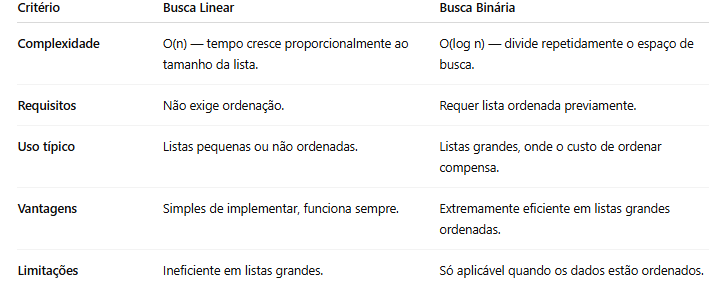 Critério Busca Linear Busca Binária
Complexidade O(n) — tempo cresce proporcionalmente ao O(log n) — divide repetidamente o espaço de
tamanho da lista. busca.
Requisitos Não exige ordenação. Requer lista ordenada previamente.
Uso típico Listas pequenas ou não ordenadas. Listas grandes, onde o custo de ordenar
compensa.
Vantagens Simples de implementar, funciona sempre. Extremamente eficiente em listas grandes
ordenadas.
Limitações Ineficiente em listas grandes. Só aplicável quando os dados estão ordenados.